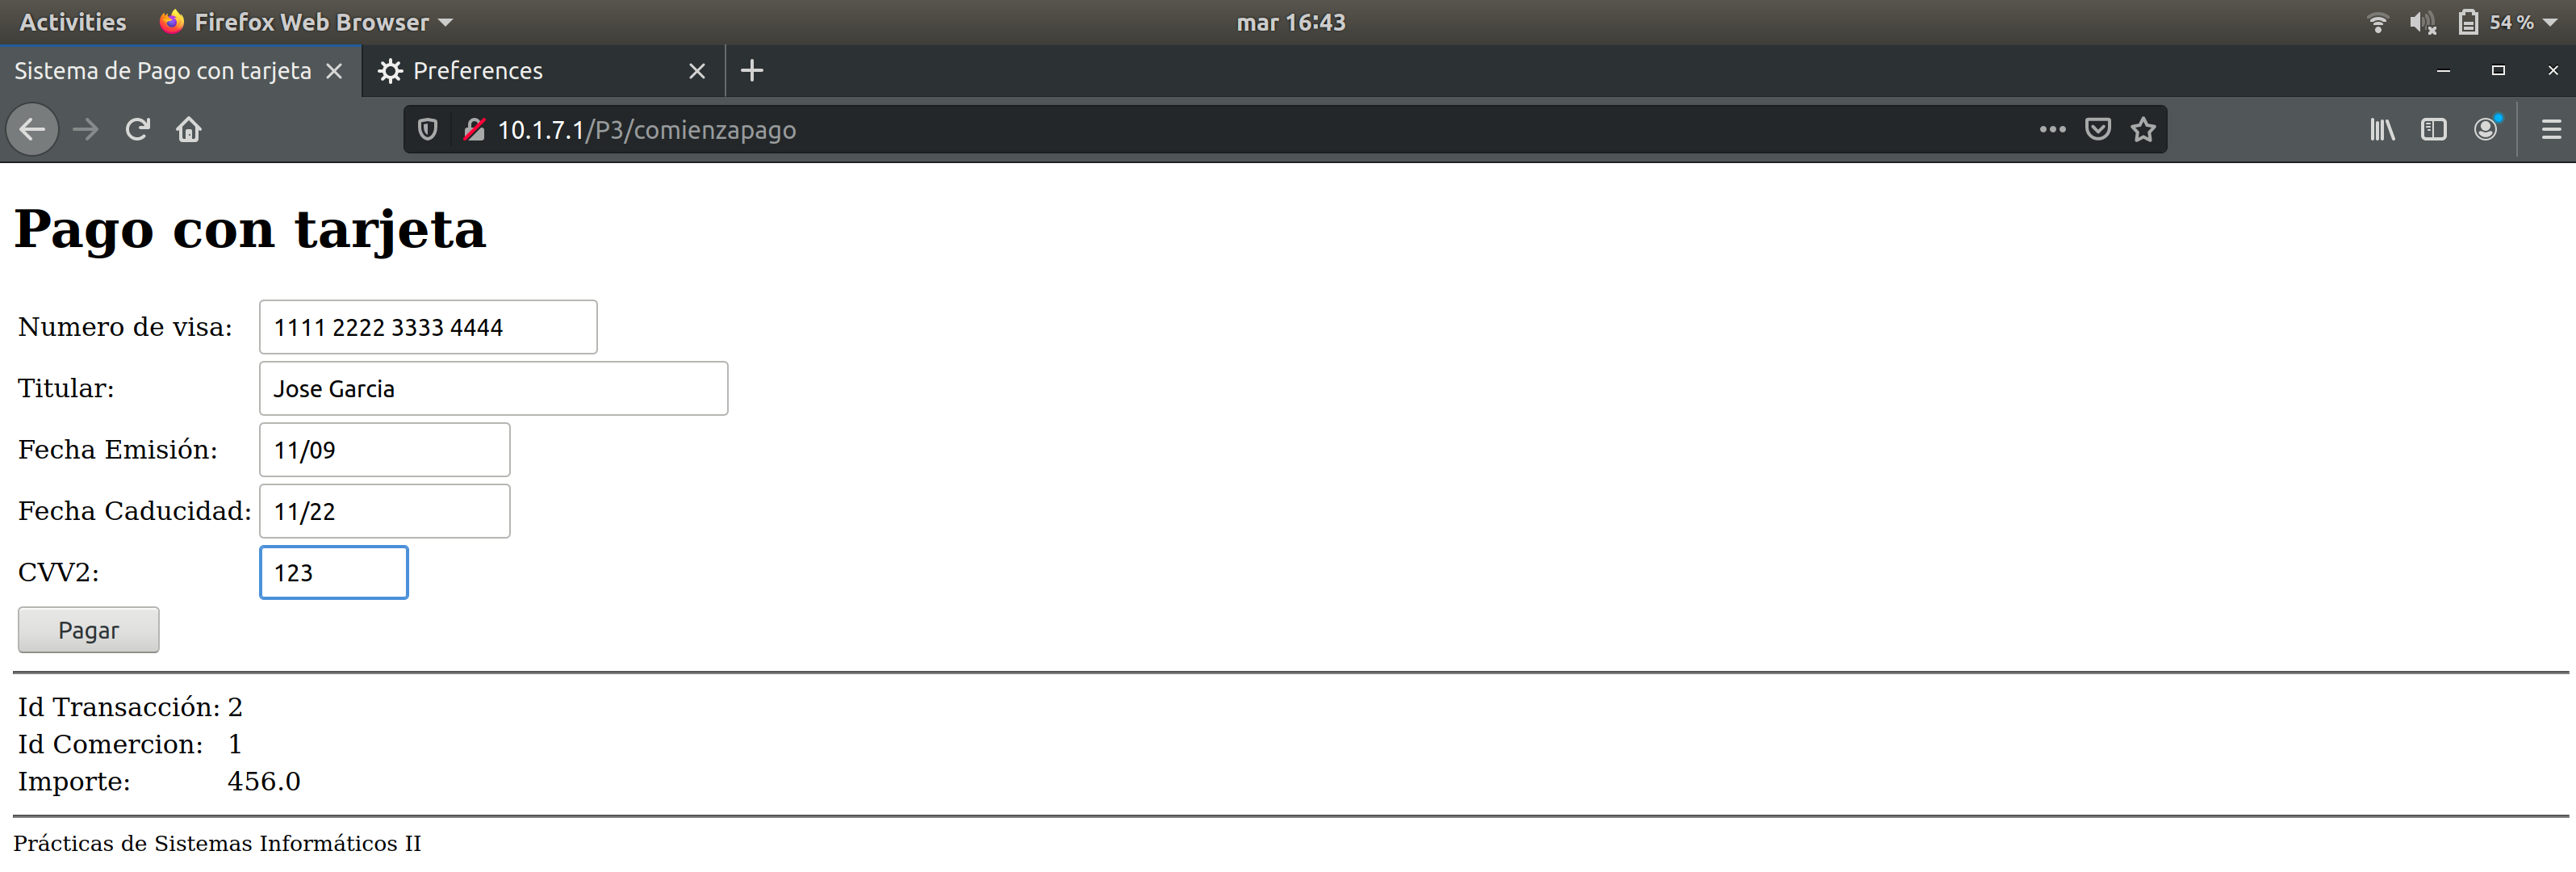 Activities Firefox Web Browser mar 16:43 54 %
Sistema de Pago con tarjeta Preferences
10.1.7.1/P3/comienzapago
Pago con tarjeta
Numero de visa: 1111 2222 3333 4444
Titular: Jose Garcia
Fecha Emisión: 11/09
Fecha Caducidad: 11/22
CVV2: 123
Pagar
Id Transacción: 2
Id Comercion: 1
Importe: 456.0
Prácticas de Sistemas Informáticos II